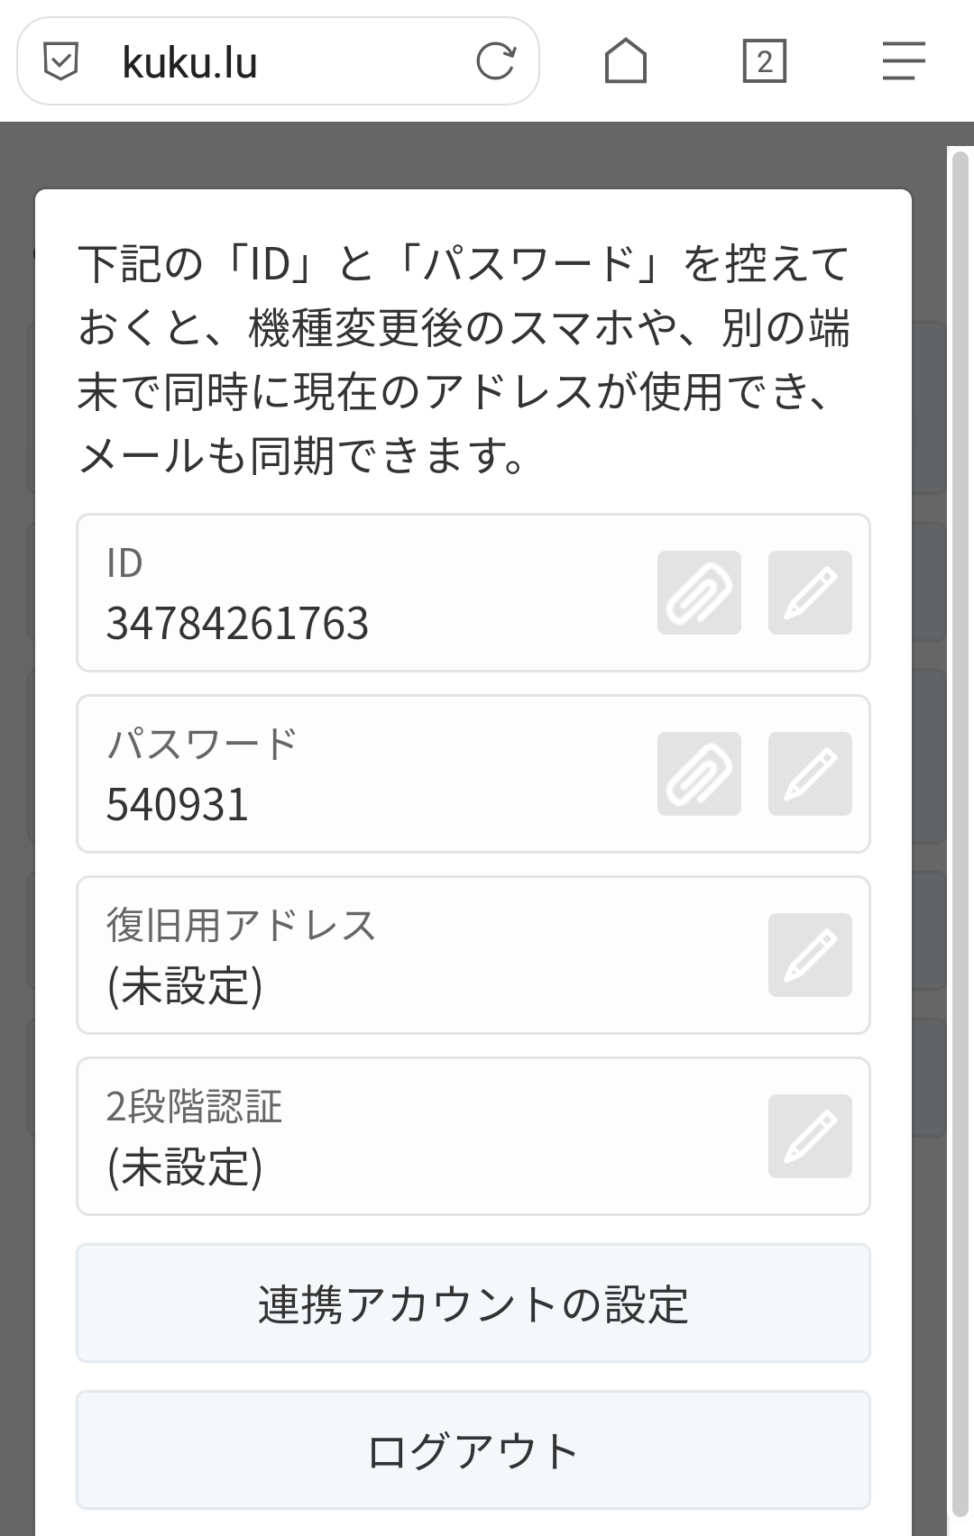 kuku.lu
2
下記の「ID」と「パスワード」を控えて
おくと、機種変更後のスマホや、別の端
末で同時に現在のアドレスが使用でき、
メールも同期できます。
ID
34784261763
パスワード
540931
復旧用アドレス
(未設定)
2段階認証
(未設定)
連携アカウントの設定
ログアウト